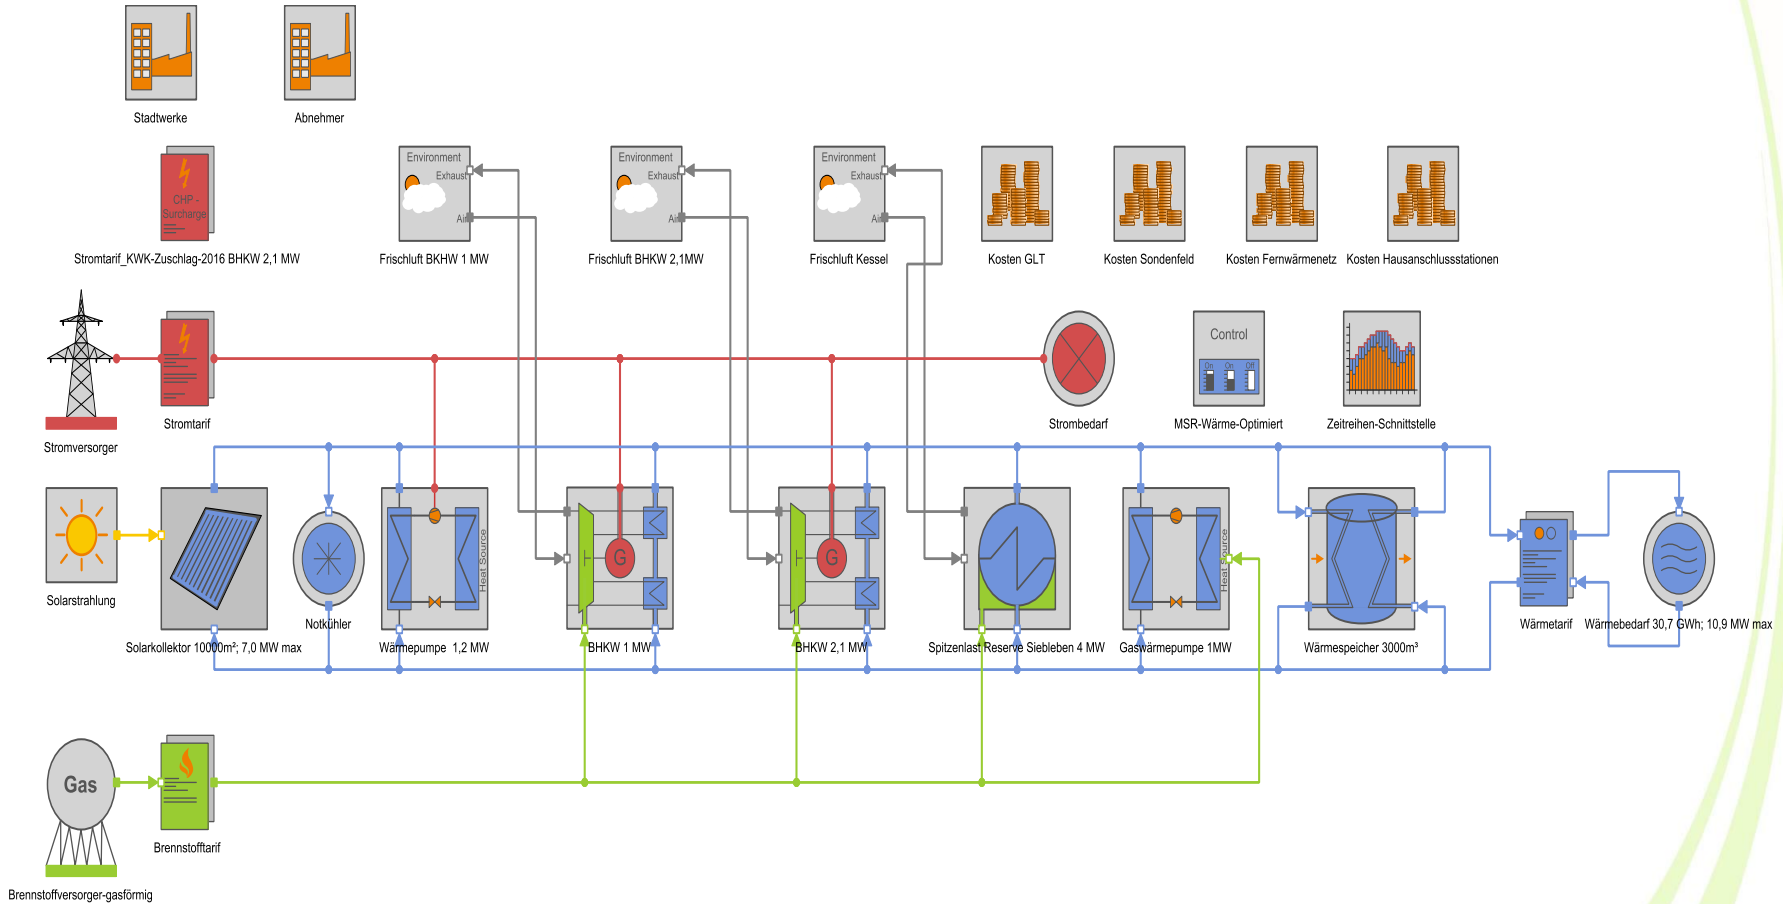 Stadtwerke
Abnehmer
CHP -
Surcharge
Stromtarif_KWK-Zuschlag-2016 BHKW 2,1 MW
Environment
Exhaust
Air
Frischluft BKHW 1 MW
Environment
Exhaust
Air
Frischluft BHKW 2,1MW
Environment
Exhaust
Air
Frischluft Kessel
Kosten GLT
Kosten Sondenfeld
Kosten Fernwärmenetz
Kosten Hausanschlussstationen
Stromversorger
Stromtarif
Strombedarf
Control
On
On
Off
MSR-Wärme-Optimiert
Zeitreihen-Schnittstelle
Solarstrahlung
Solarkollektor 10000m²; 7,0 MW max
Notkühler
Heat Source
Wärmepumpe 1,2 MW
G
BHKW 1 MW
G
BHKW 2,1 MW
Spitzenlast Reserve Siebleben 4 MW
Heat Source
Gaswärmepumpe 1MW
Wärmespeicher 3000m³
Wärmetarif
Wärmebedarf 30,7 GWh; 10,9 MW max
Gas
Brennstofftarif
Brennstoffversorger-gasförmig